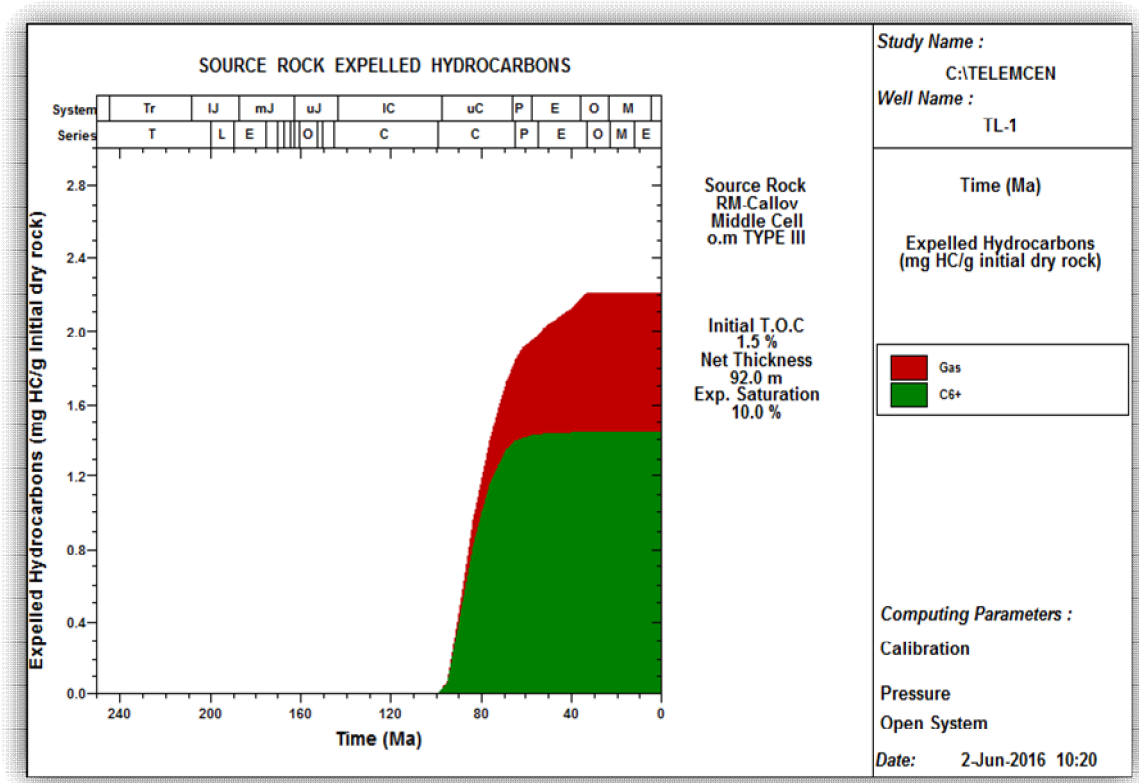 SOURCE ROCK EXPELLED HYDROCARBONS
System Tr lJ mJ uJ lC uC P E O M
Series T L E O C C P E O M E
Expelled Hydrocarbons (mg HC/g initial dry rock)
2.8
2.4
2.0
1.6
1.2
0.8
0.4
0.0
240 200 160 120 80 40 0
Time (Ma)
Source Rock
RM-Callov
Middle Cell
o.m TYPE III
Initial T.O.C
1.5 %
Net Thickness
92.0 m
Exp. Saturation
10.0 %
Study Name :
C:\TELEMCEN
Well Name :
TL-1
Time (Ma)
Expelled Hydrocarbons
(mg HC/g initial dry rock)
Gas
C6+
Computing Parameters :
Calibration
Pressure
Open System
Date: 2-Jun-2016 10:20